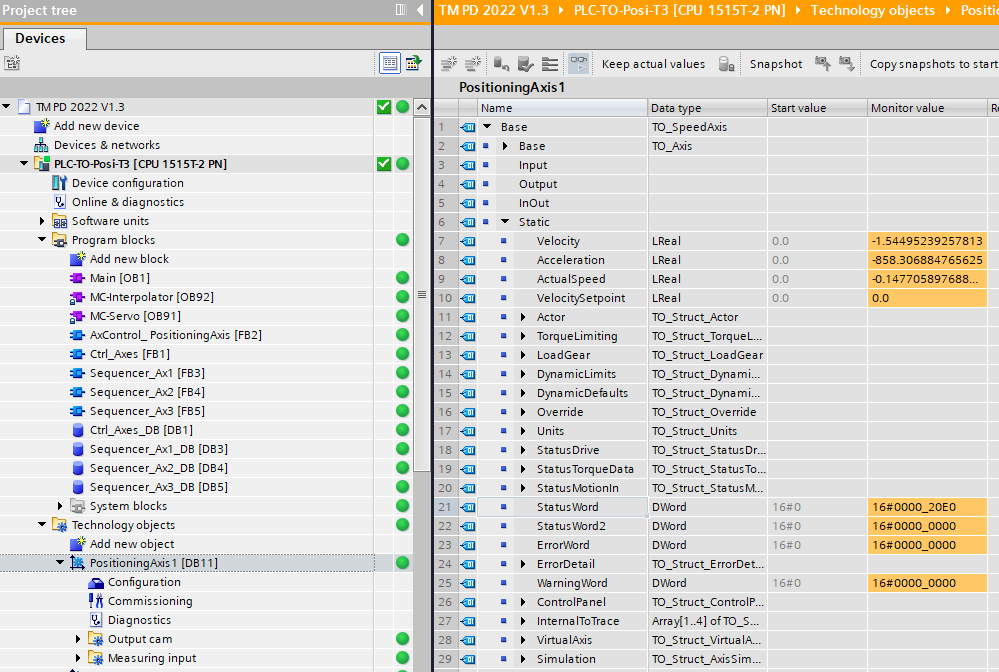 Project tree
TM PD 2022 V1.3 PLC-TO-Posi-T3 [CPU 1515T-2 PN] Technology objects
Devices
Keep actual values Snapshot Copy snapshots to start
PositioningAxis1
Name Data type Start value Monitor value
TM PD 2022 V1.3
Add new device
Devices & networks
PLC-TO-Posi-T3 [CPU 1515T-2 PN]
Device configuration
Online & diagnostics
Software units
Program blocks
Add new block
Main [OB1]
MC-Interpolator [OB92]
MC-Servo [OB91]
AxControl_ PositioningAxis [FB2]
Ctrl_Axes [FB1]
Sequencer_Ax1 [FB3]
Sequencer_Ax2 [FB4]
Sequencer_Ax3 [FB5]
Ctrl_Axes_DB [DB1]
Sequencer_Ax1_DB [DB3]
Sequencer_Ax2_DB [DB4]
Sequencer_Ax3_DB [DB5]
System blocks
Technology objects
Add new object
PositioningAxis1 [DB11]
Configuration
Commissioning
Diagnostics
Output cam
Measuring input
1 Base TO_SpeedAxis
2 Base TO_Axis
3 Input
4 Output
5 InOut
6 Static
7 Velocity LReal 0.0 -1.54495239257813
8 Acceleration LReal 0.0 -858.306884765625
9 ActualSpeed LReal 0.0 -0.147705897688...
10 VelocitySetpoint LReal 0.0 0.0
11 Actor TO_Struct_Actor
12 TorqueLimiting TO_Struct_TorqueL...
13 LoadGear TO_Struct_LoadGear
14 DynamicLimits TO_Struct_Dynami...
15 DynamicDefaults TO_Struct_Dynami...
16 Override TO_Struct_Override
17 Units TO_Struct_Units
18 StatusDrive TO_Struct_StatusDr...
19 StatusTorqueData TO_Struct_StatusTo...
20 StatusMotionIn TO_Struct_StatusM...
21 StatusWord DWord 16#0 16#0000_20E0
22 StatusWord2 DWord 16#0 16#0000_0000
23 ErrorWord DWord 16#0 16#0000_0000
24 ErrorDetail TO_Struct_ErrorDet...
25 WarningWord DWord 16#0 16#0000_0000
26 ControlPanel TO_Struct_ControlP...
27 InternalToTrace Array[1..4] of TO_S...
28 VirtualAxis TO_Struct_VirtualA...
29 Simulation TO_Struct_AxisSim...